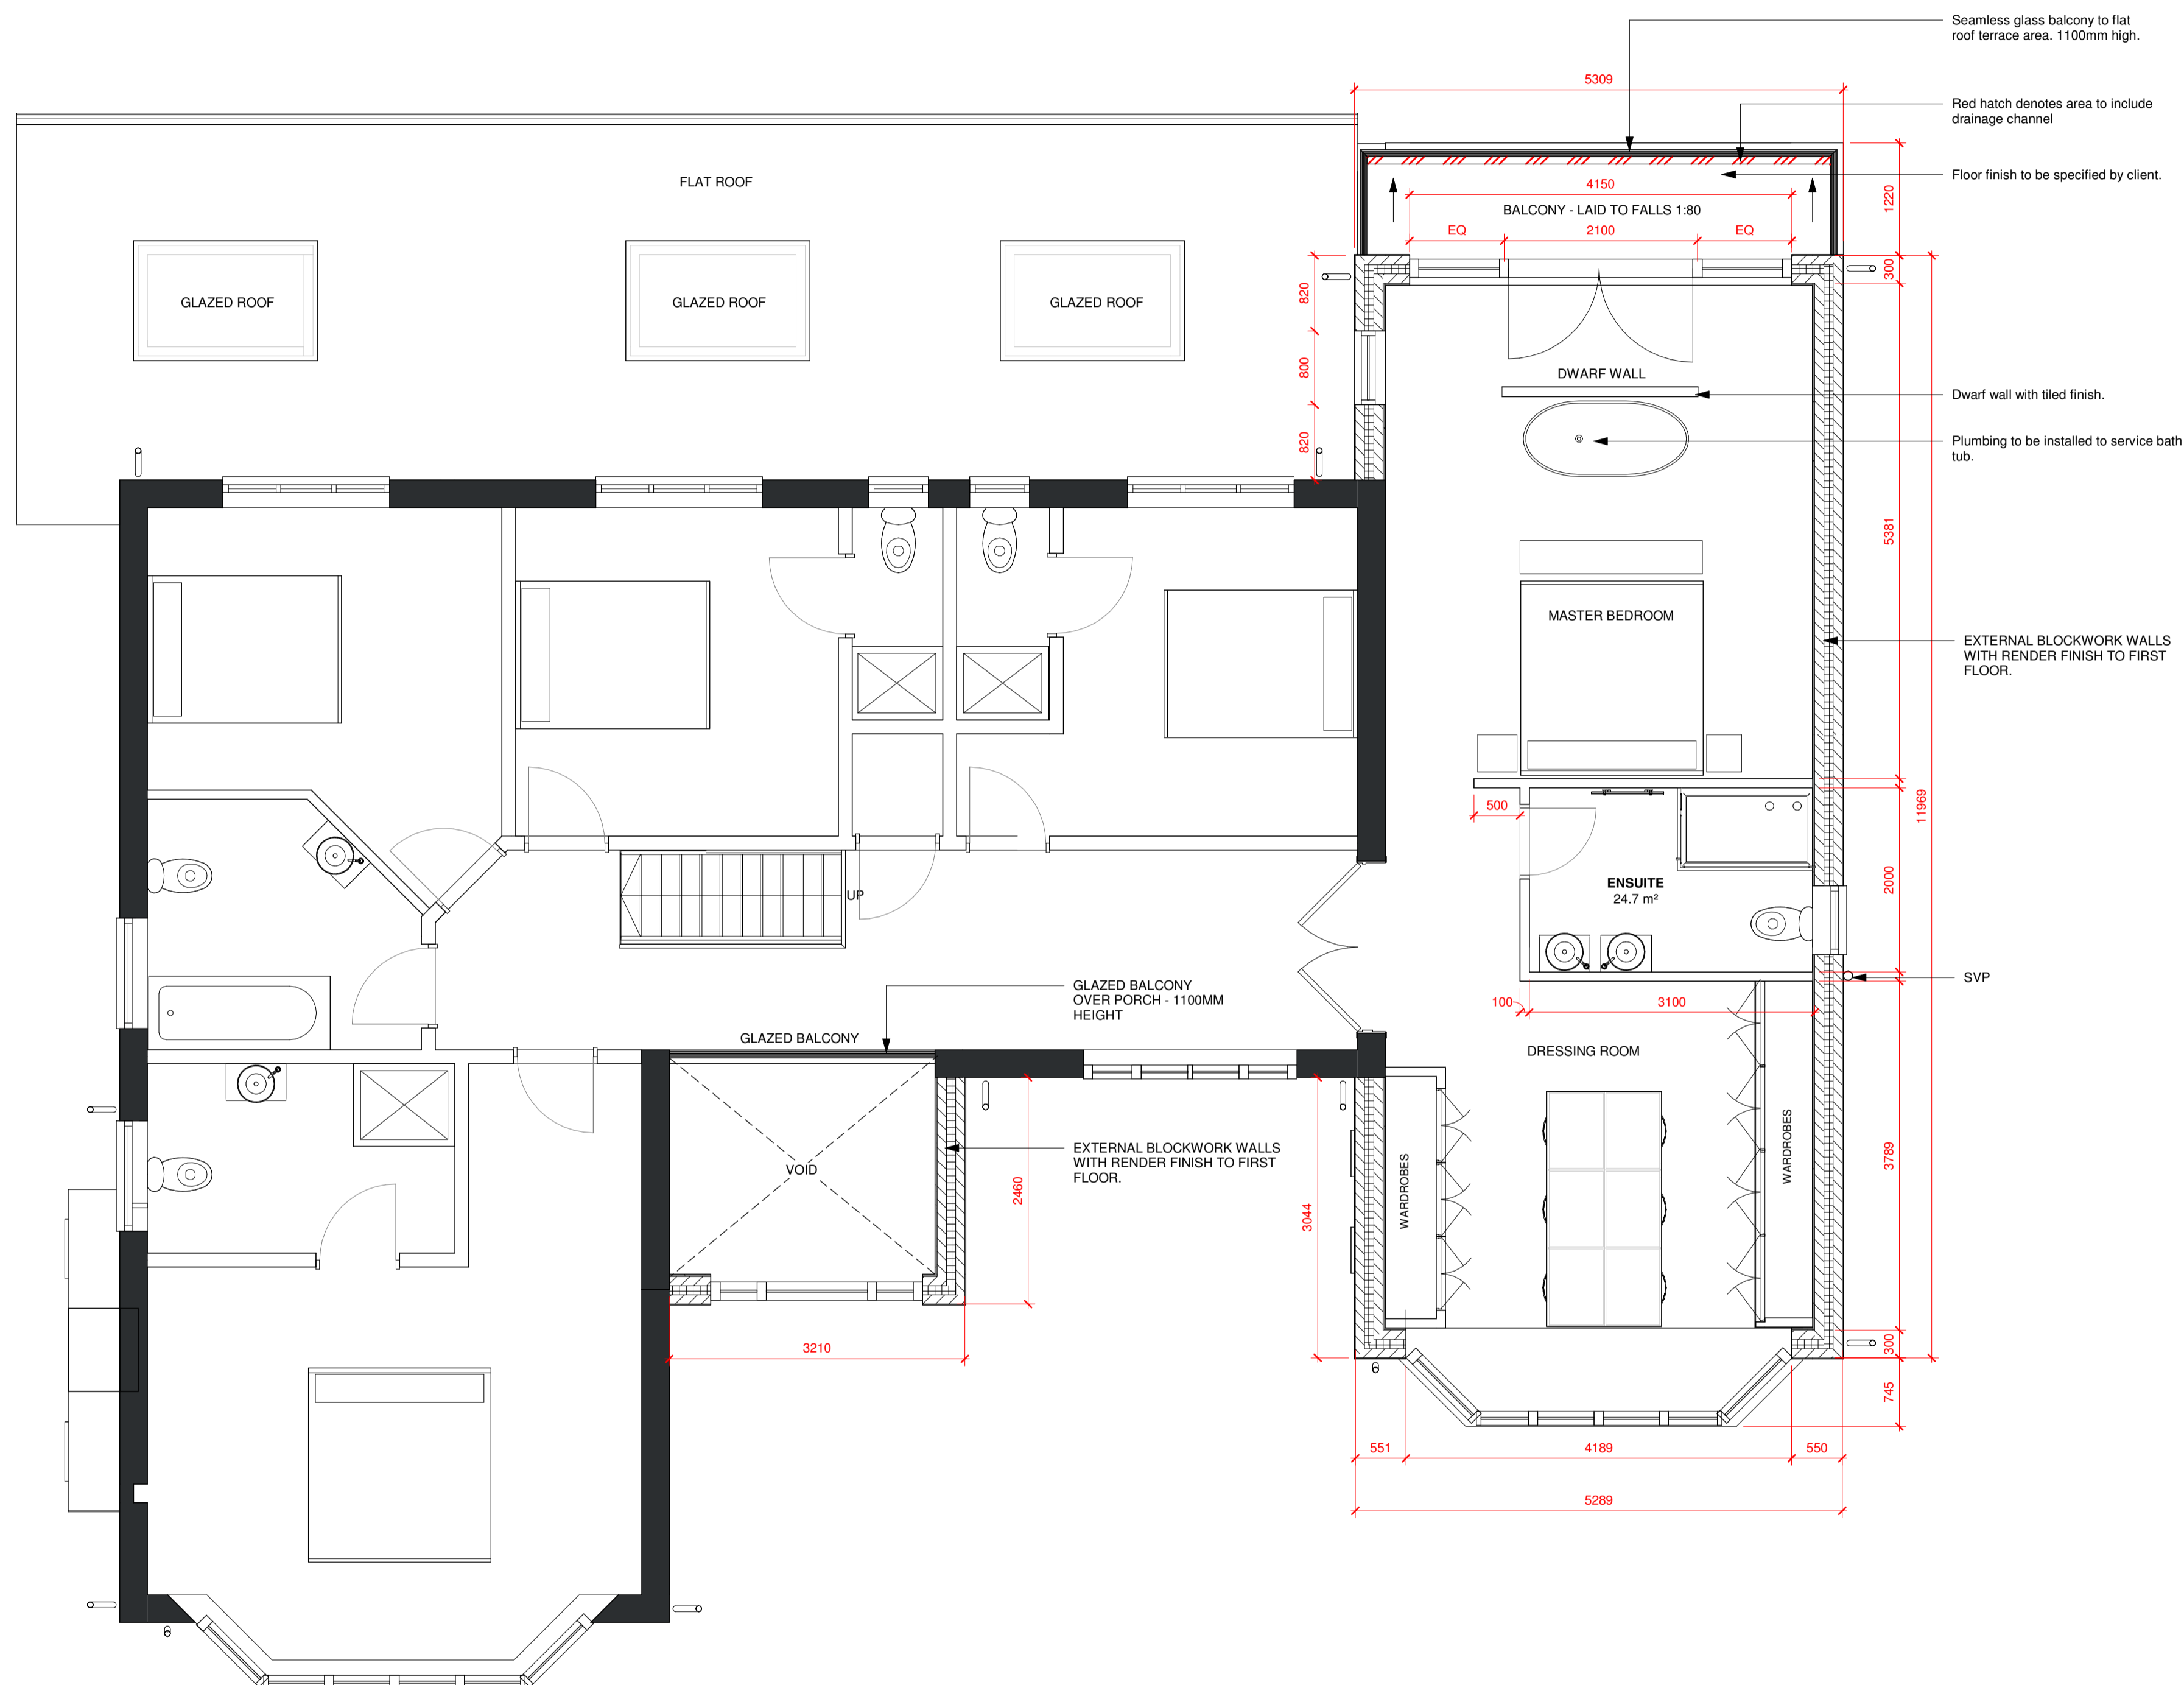 Seamless glass balcony to flat
roof terrace area. 1100mm high.
5309
Red hatch denotes area to include
drainage channel
Floor finish to be specified by client.
FLAT ROOF
4150
1220
BALCONY - LAID TO FALLS 1:80
EQ
2100
EQ
300
820
GLAZED ROOF
GLAZED ROOF
GLAZED ROOF
800
DWARF WALL
Dwarf wall with tiled finish.
820
Plumbing to be installed to service bath
tub.
5381
MASTER BEDROOM
EXTERNAL BLOCKWORK WALLS
WITH RENDER FINISH TO FIRST
FLOOR.
500
11969
UP
ENSUITE
24.7 m²
2000
SVP
GLAZED BALCONY
OVER PORCH - 1100MM
HEIGHT
100
3100
GLAZED BALCONY
DRESSING ROOM
EXTERNAL BLOCKWORK WALLS
WITH RENDER FINISH TO FIRST
FLOOR.
VOID
WARDROBES
WARDROBES
3789
2460
3044
3210
300
745
551
4189
550
5289